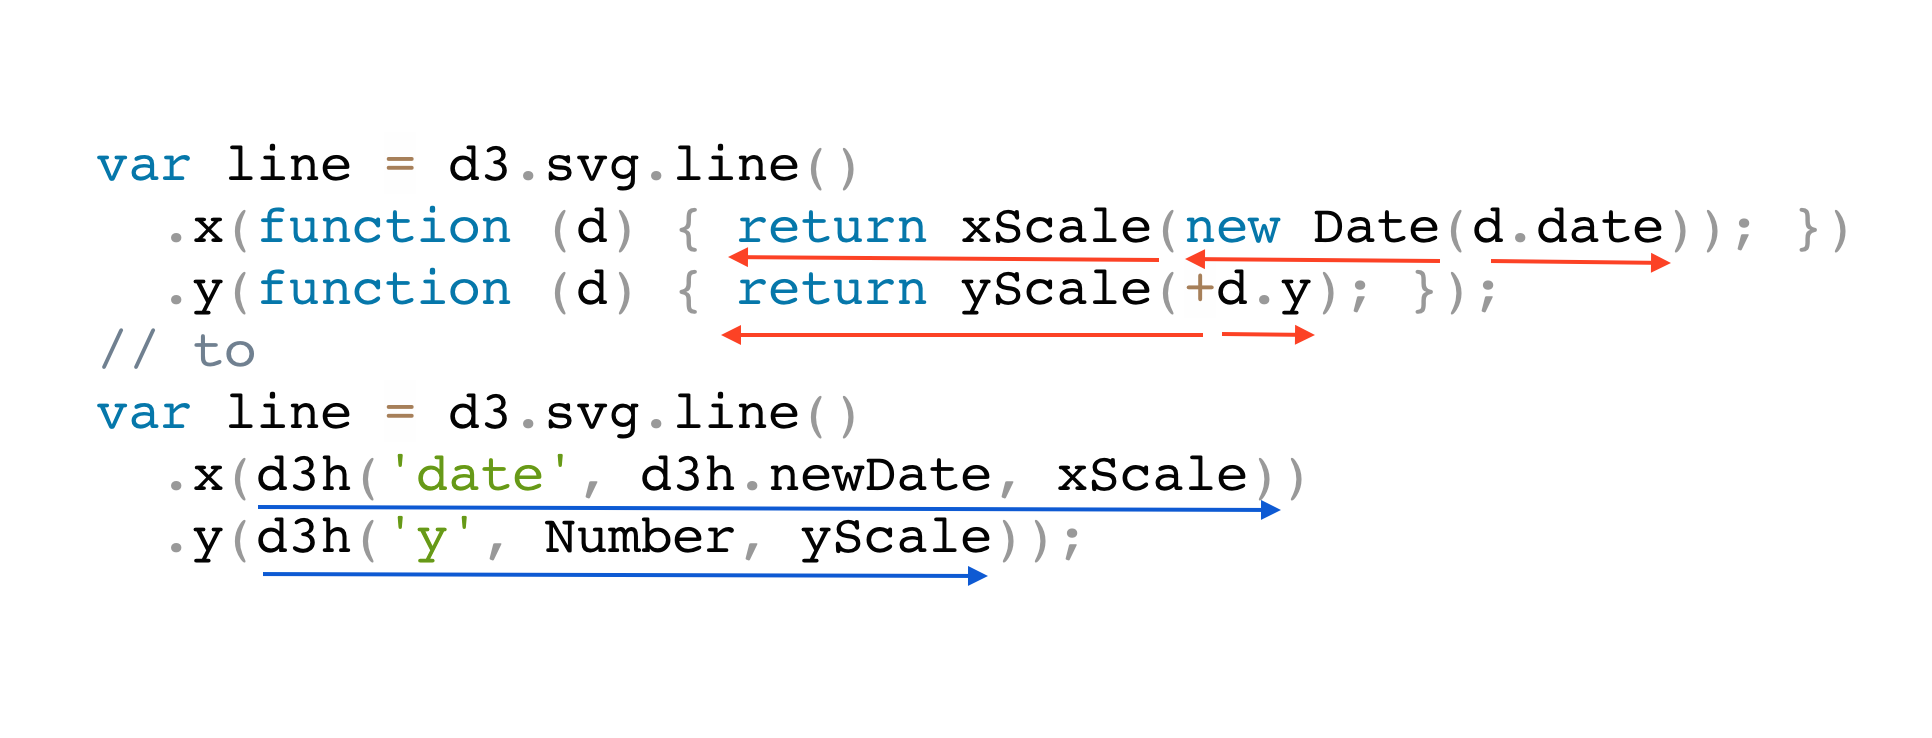 var line = d3.svg.line()
  .x(function (d) { return xScale(new Date(d.date)); })
  .y(function (d) { return yScale(+d.y); });
// to
var line = d3.svg.line()
  .x(d3h('date', d3h.newDate, xScale))
  .y(d3h('y', Number, yScale));